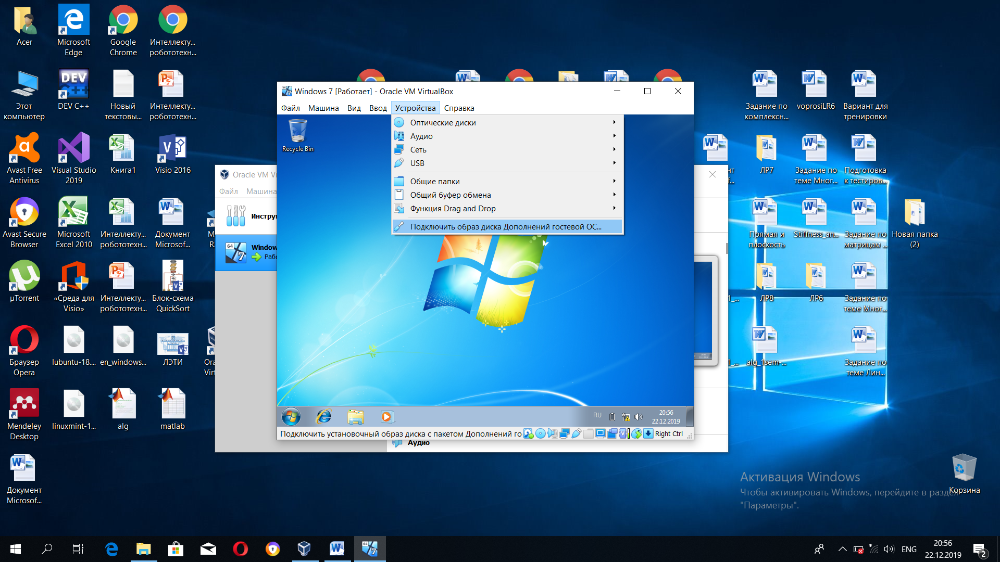 Acer
Microsoft
Edge
Google
Chrome
Интеллекту...
робототехн...
Этот
компьютер
DEV
C++
DEV C++
Новый
текстовы...
Интеллекту...
робототехн...
Avast Free
Antivirus
Visual Studio
2019
Книга1
Visio 2016
Avast Secure
Browser
Microsoft
Excel 2010
Интеллекту...
робототехн...
Документ
Microsof...
µTorrent
«Среда для
Visio»
Интеллекту...
робототехн...
Блок-схема
QuickSort
Браузер
Opera
lubuntu-18....
en_windows...
ЛЭТИ
Mendeley
Desktop
linuxmint-1...
alg
matlab
Документ
Microsof...
Oracle VM Vi
Файл Машина
Инстру
Window
Рабо
Аудио
Windows 7 [Работает] - Oracle VM VirtualBox
Файл Машина Вид Ввод Устройства Справка
Recycle Bin
Оптические диски
Аудио
Сеть
USB
Общие папки
Общий буфер обмена
Функция Drag and Drop
Подключить образ диска Дополнений гостевой ОС...
RU
20:56
22.12.2019
Подключить установочный образ диска с пакетом Дополнений го
Right Ctrl
Задание по
комплексн...
voprosiLR6
Вариант для
тренировки
ЛР7
Задание по
теме Мног...
Подготовка
к тестиров...
Прямая и
плоскость
Stiffness_an...
Задание по
матрицам ...
Новая папка
(2)
ЛР8
ЛР6
Задание по
теме Мног...
alg_1sem-...
Задание по
теме Лин...
Корзина
Активация Windows
Чтобы активировать Windows, перейдите в раздел
"Параметры".
ENG
20:56
22.12.2019
2